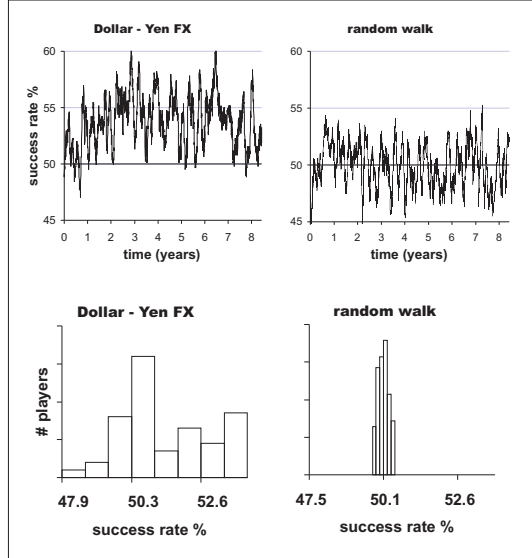 Dollar - Yen FX
60
55
50
45
success rate %
0 1 2 3 4 5 6 7 8
time (years)
random walk
60
55
50
45
0 1 2 3 4 5 6 7 8
time (years)
Dollar - Yen FX
# players
47.9 50.3 52.6
success rate %
random walk
47.5 50.1 52.6
success rate %